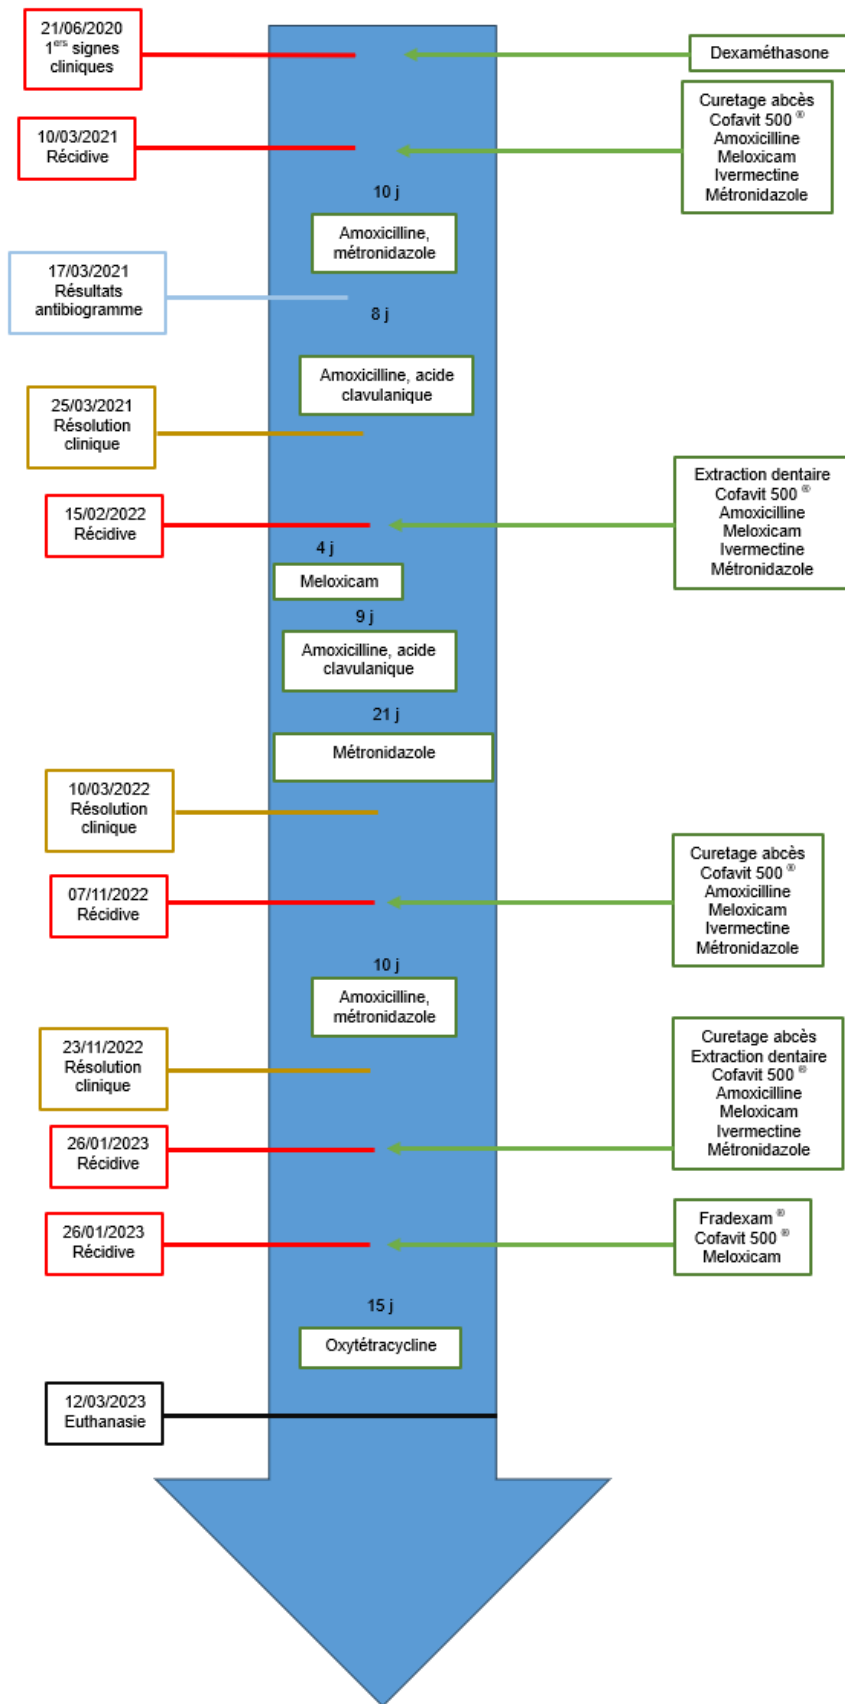 21/06/2020
1ers signes
cliniques
Dexaméthasone
10/03/2021
Récidive
Curetage abcès
Cofavit 500 ®
Amoxicilline
Meloxicam
Ivermectine
Métronidazole
10 j
Amoxicilline,
métronidazole
17/03/2021
Résultats
antibiogramme
8 j
Amoxicilline, acide
clavulanique
25/03/2021
Résolution
clinique
15/02/2022
Récidive
Extraction dentaire
Cofavit 500 ®
Amoxicilline
Meloxicam
Ivermectine
Métronidazole
4 j
Meloxicam
9 j
Amoxicilline, acide
clavulanique
21 j
Métronidazole
10/03/2022
Résolution
clinique
07/11/2022
Récidive
Curetage abcès
Cofavit 500 ®
Amoxicilline
Meloxicam
Ivermectine
Métronidazole
10 j
Amoxicilline,
métronidazole
23/11/2022
Résolution
clinique
26/01/2023
Récidive
Curetage abcès
Extraction dentaire
Cofavit 500 ®
Amoxicilline
Meloxicam
Ivermectine
Métronidazole
26/01/2023
Récidive
Fradexam ®
Cofavit 500 ®
Meloxicam
15 j
Oxytétracycline
12/03/2023
Euthanasie